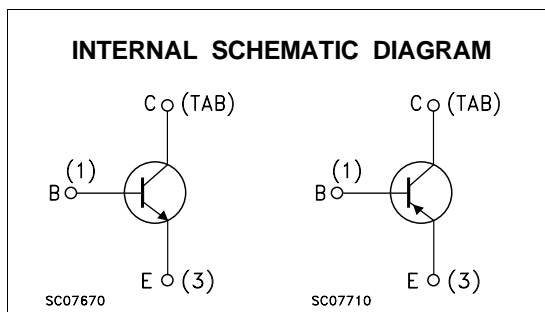 INTERNAL SCHEMATIC DIAGRAM
C (TAB) C (TAB)
(1) (1)
B B
E (3) E (3)
SC07670 SC07710